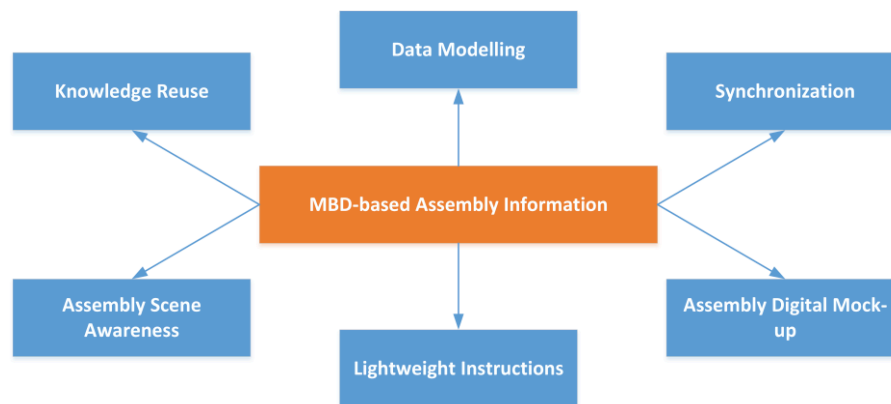 Data Modelling
Knowledge Reuse
Synchronization
MBD-based Assembly Information
Assembly Scene
Awareness
Assembly Digital Mock-
up
Lightweight Instructions